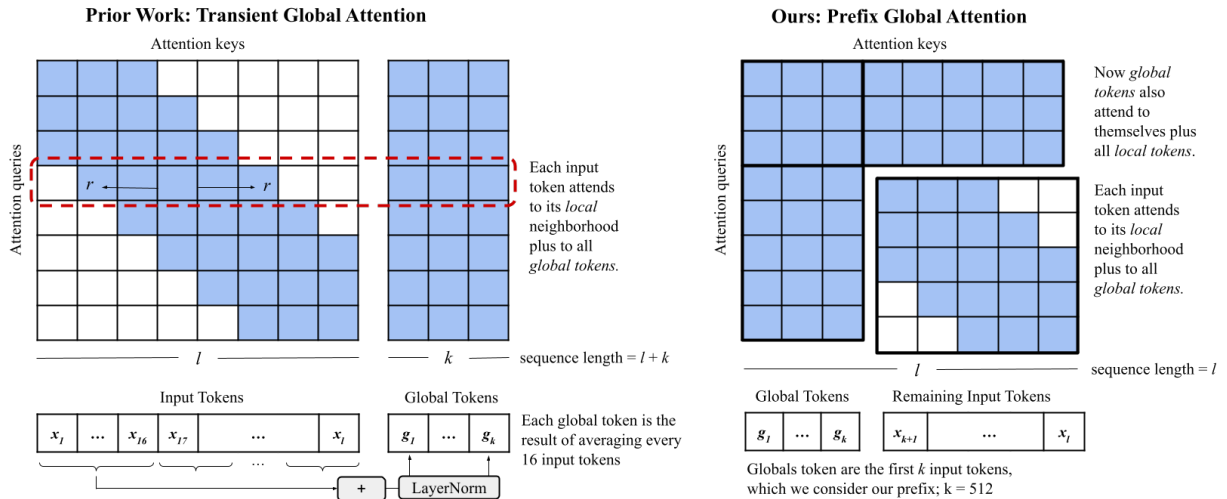 Prior Work: Transient Global Attention
Attention keys
Attention queries
r
r
Each input
token attends
to its local
neighborhood
plus to all
global tokens.
l
k
sequence length = l + k
Input Tokens
Global Tokens
x1
...
x16
x17
...
xl
g1
...
gk
...
+
LayerNorm
Each global token is the
result of averaging every
16 input tokens
Ours: Prefix Global Attention
Attention keys
Attention queries
Now global
tokens also
attend to
themselves plus
all local tokens.
Each input
token attends
to its local
neighborhood
plus to all
global tokens.
l
sequence length = l
Global Tokens
Remaining Input Tokens
g1
...
gk
xk+1
...
xl
Globals token are the first k input tokens,
which we consider our prefix; k = 512